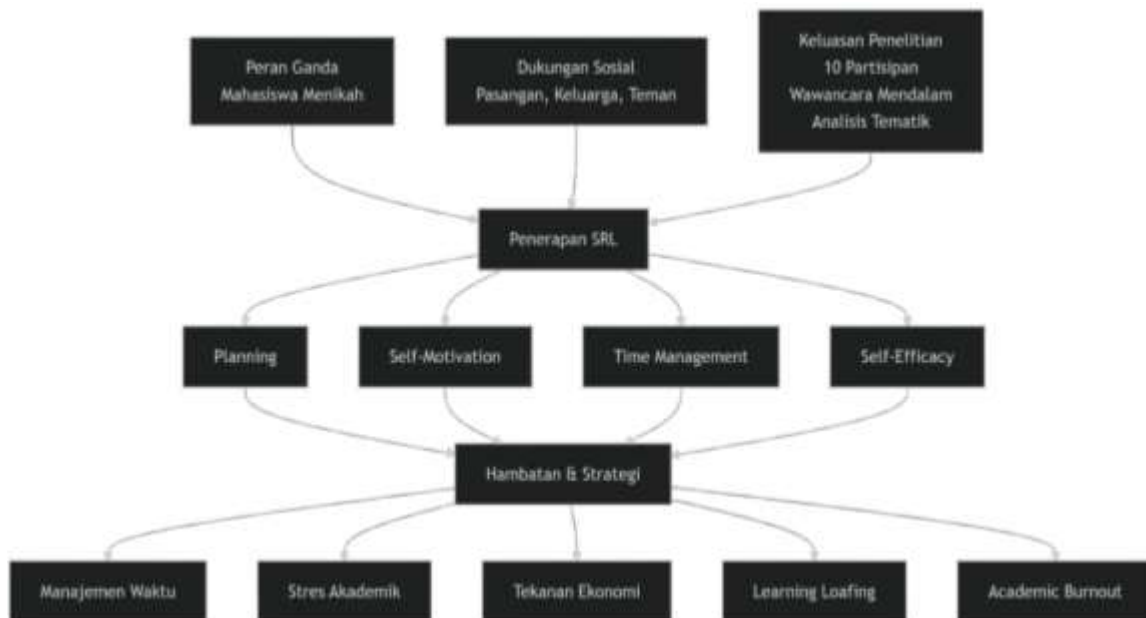 Peran Ganda
Mahasiswa Menikah
Dukungan Sosial
Pasangan, Keluarga, Teman
Keluasan Penelitian
10 Partisipan
Wawancara Mendalam
Analisis Tematik
Penerapan SRL
Planning
Self-Motivation
Time Management
Self-Efficacy
Hambatan & Strategi
Manajemen Waktu
Stres Akademik
Tekanan Ekonomi
Learning Loafing
Academic Burnout